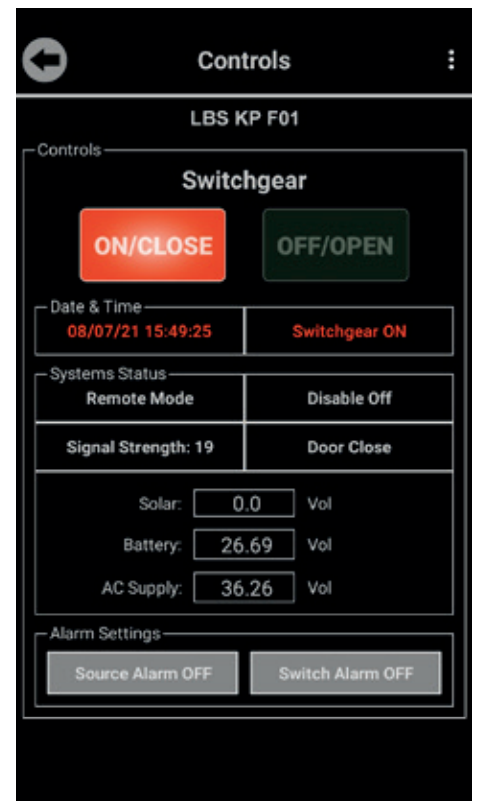 Controls
LBS KP F01
Controls
Switchgear
ON/CLOSE OFF/OPEN
Date & Time
08/07/21 15:49:25 Switchgear ON
Systems Status
Remote Mode Disable Off
Signal Strength: 19 Door Close
Solar: 0.0 Vol
Battery: 26.69 Vol
AC Supply: 36.26 Vol
Alarm Settings
Source Alarm OFF Switch Alarm OFF